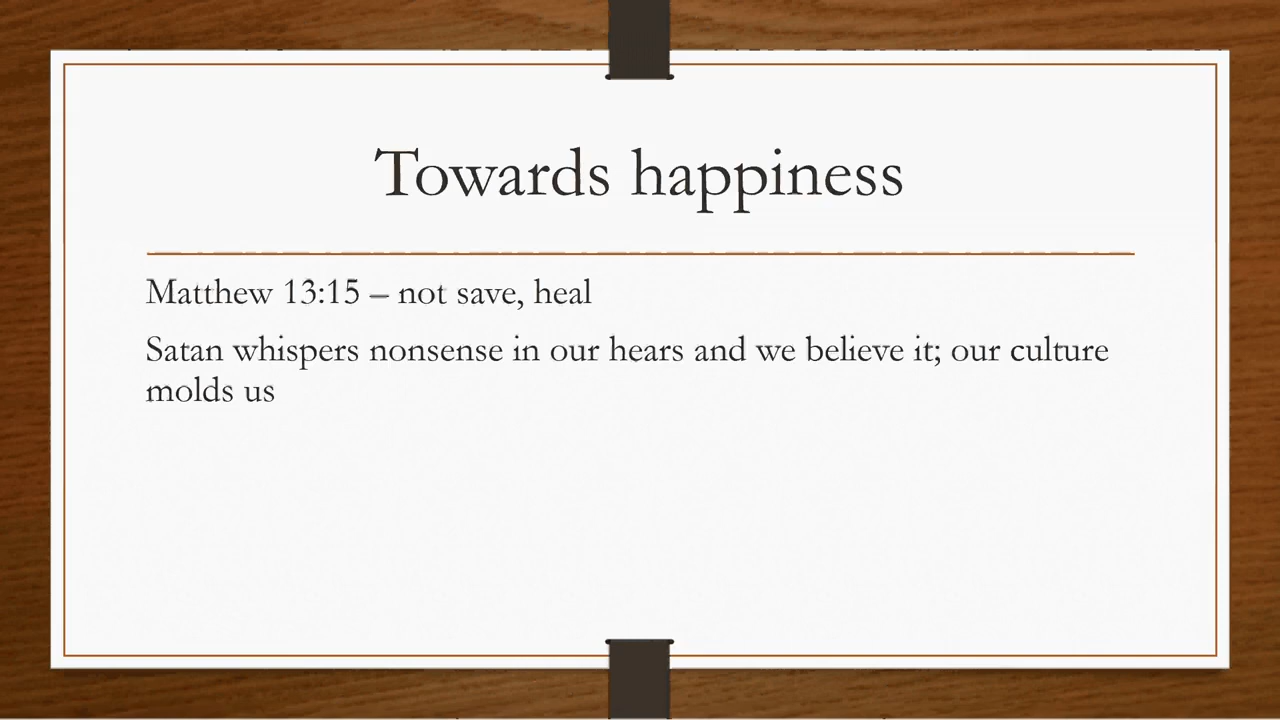 Towards happiness
Matthew 13:15 – not save, heal
Satan whispers nonsense in our hears and we believe it; our culture
molds us